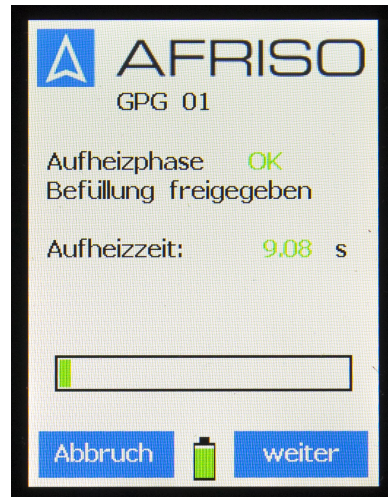 AFRISO
GPG 01
Aufheizphase OK
Befüllung freigegeben
Aufheizzeit: 9.08 s
Abbruch weiter